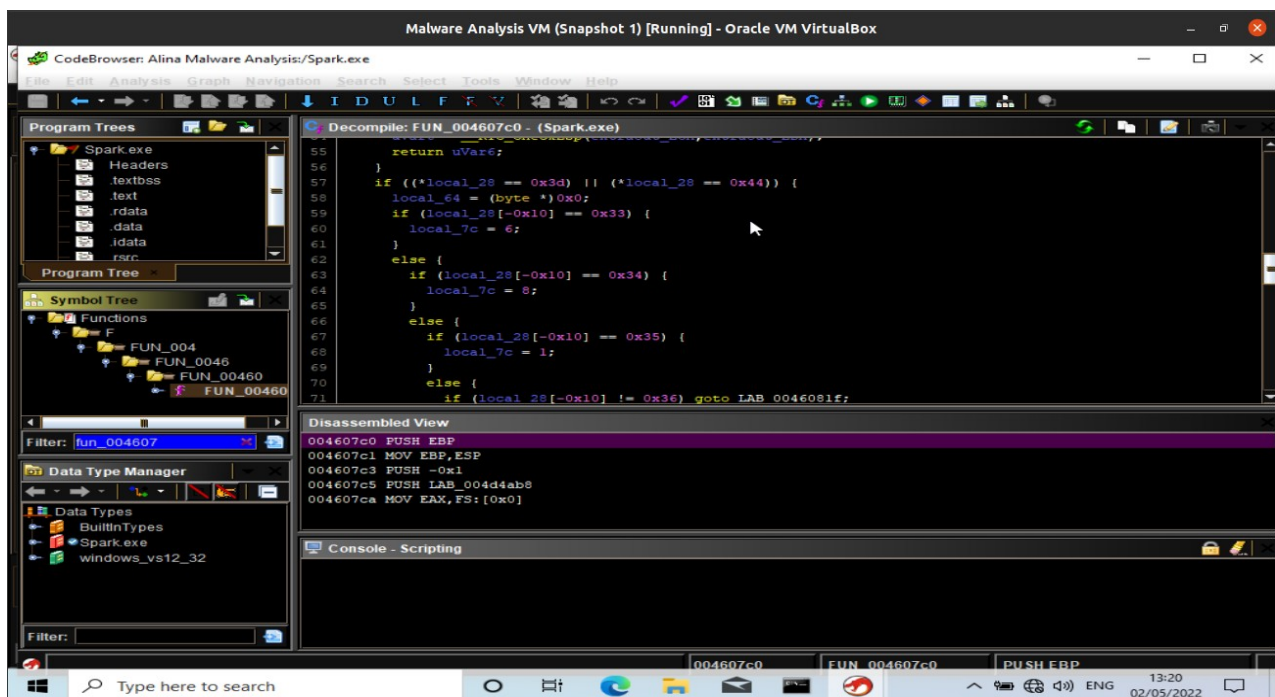 Malware Analysis VM (Snapshot 1) [Running] - Oracle VM VirtualBox
CodeBrowser: Alina Malware Analysis:/Spark.exe
File Edit Analysis Graph Navigation Search Select Tools Window Help
I D U L F
Program Trees
Spark.exe
Headers
.textbss
.text
.rdata
.data
.idata
rsrc
Program Tree
Symbol Tree
Functions
F
FUN_004
FUN_0046
FUN_00460
FUN_00460
Filter: fun_004607
Data Type Manager
Data Types
BuiltInTypes
Spark.exe
windows_vs12_32
Filter:
Decompile: FUN_004607c0 - (Spark.exe)
55 return uVar6;
56 }
57 if ((*local_28 == 0x3d) || (*local_28 == 0x44)) {
58 local_64 = (byte *)0x0;
59 if (local_28[-0x10] == 0x33) {
60 local_7c = 6;
61 }
62 else {
63 if (local_28[-0x10] == 0x34) {
64 local_7c = 8;
65 }
66 else {
67 if (local_28[-0x10] == 0x35) {
68 local_7c = 1;
69 }
70 else {
71 if (local_28[-0x10] != 0x36) goto LAB_0046081f;
Disassembled View
004607c0 PUSH EBP
004607c1 MOV EBP,ESP
004607c3 PUSH -0x1
004607c5 PUSH LAB_004d4ab8
004607ca MOV EAX,FS:[0x0]
Console - Scripting
004607c0 FUN_004607c0 PUSH EBP
Type here to search
ENG
13:20
02/05/2022